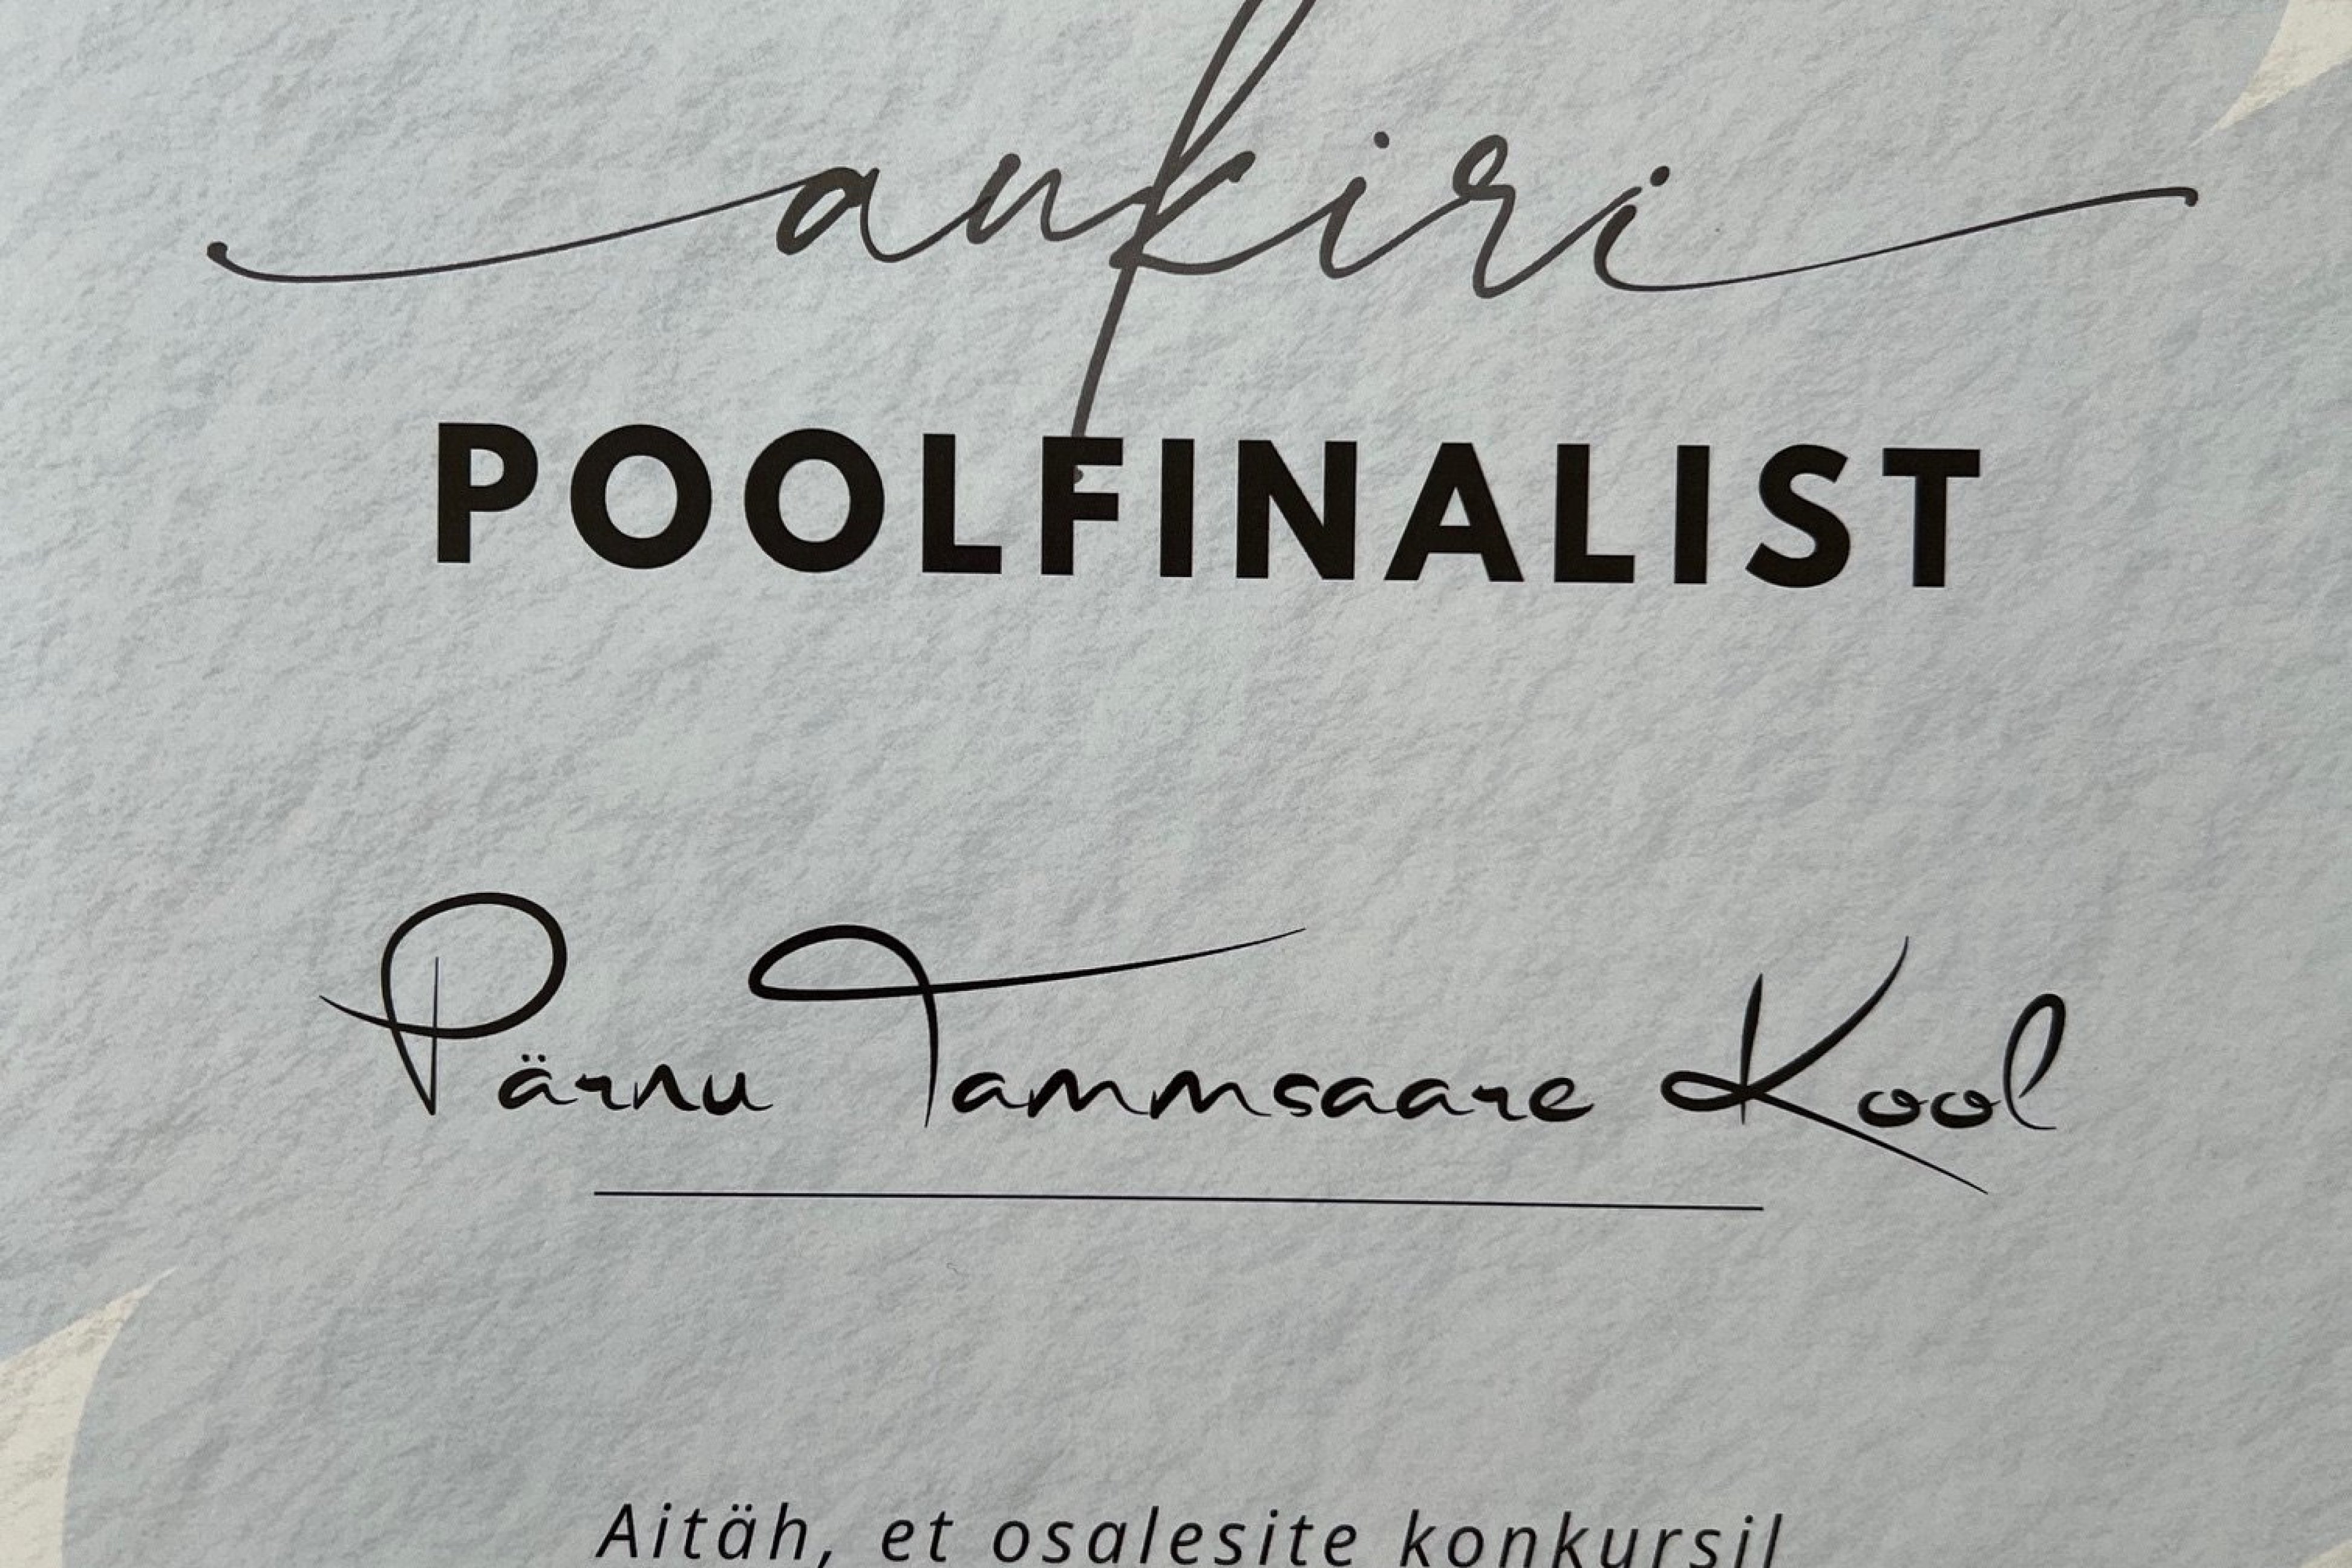 aukiri
POOLFINALIST
Pärnu Tammsaare Kool
Aitäh, et osalesite konkursil